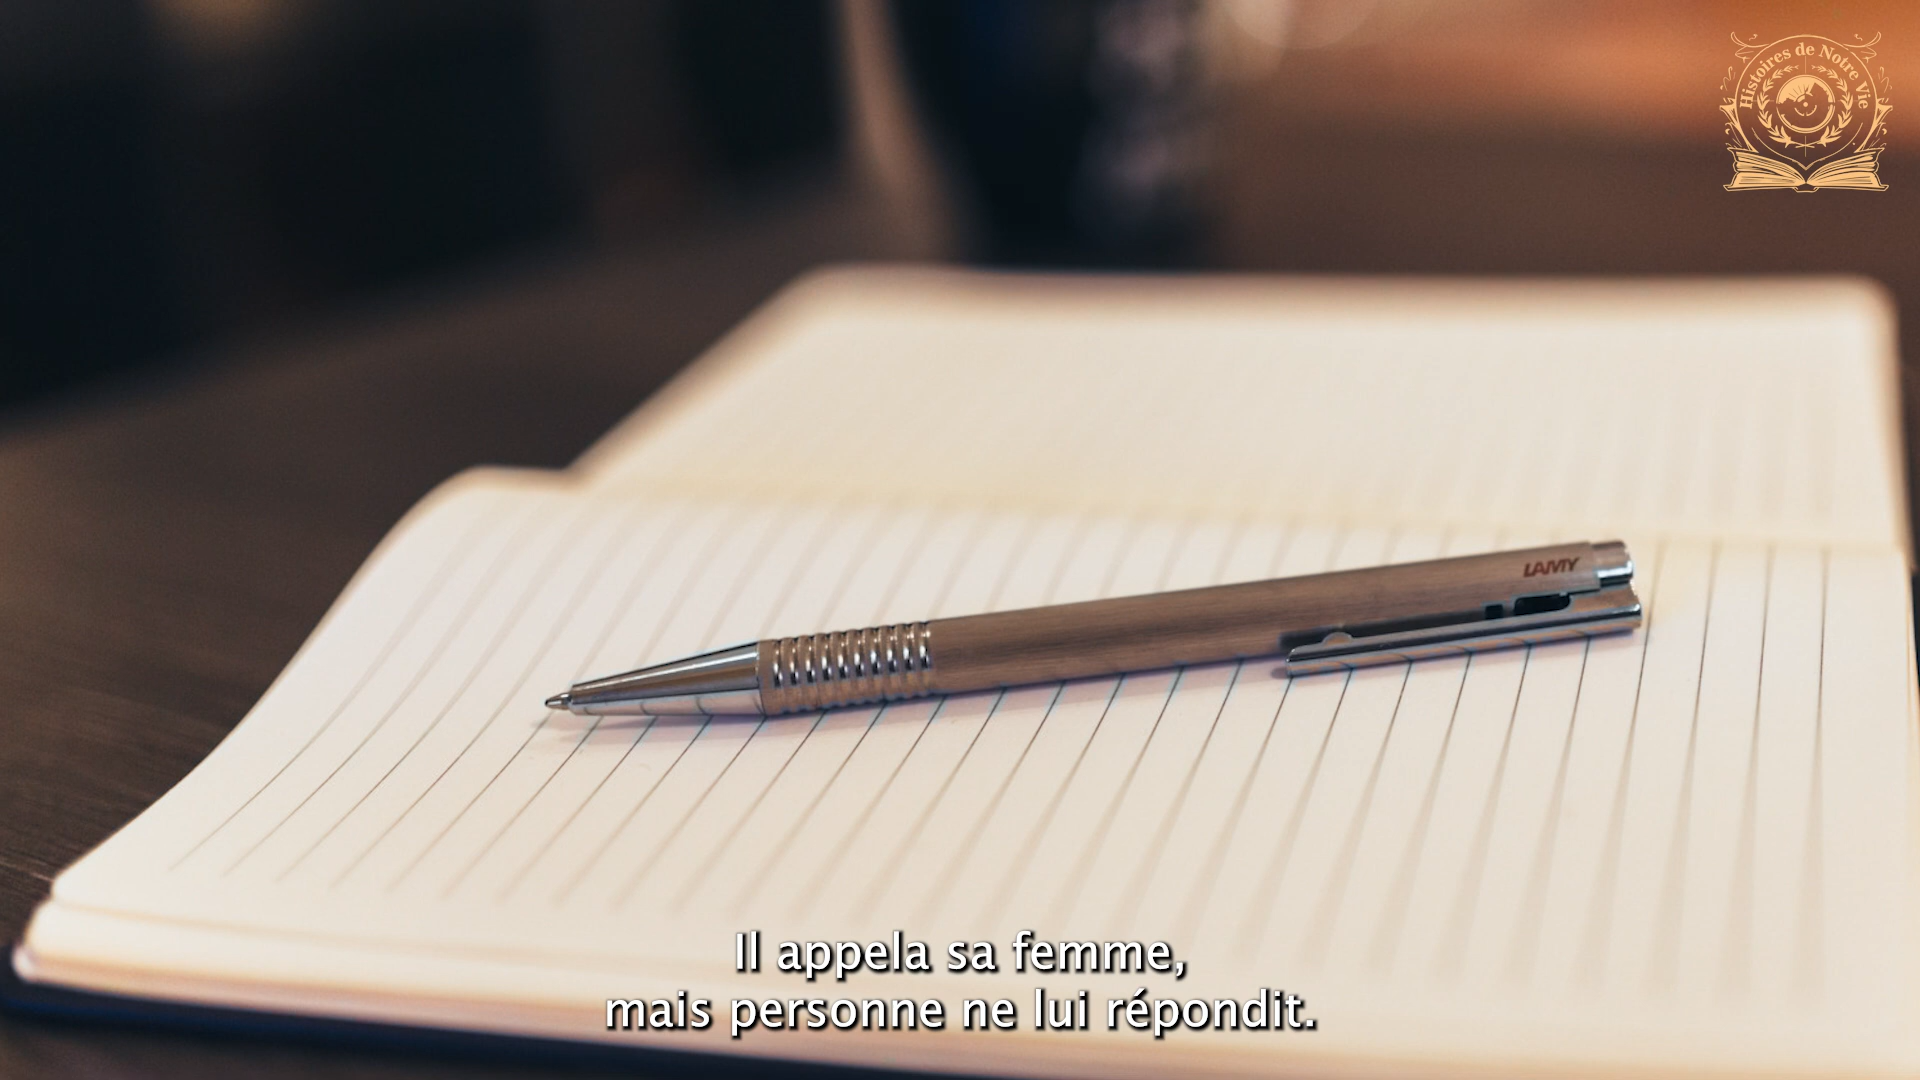 Histoires de Notre Vie
LAMY
Il appela sa femme,
mais personne ne lui répondit.